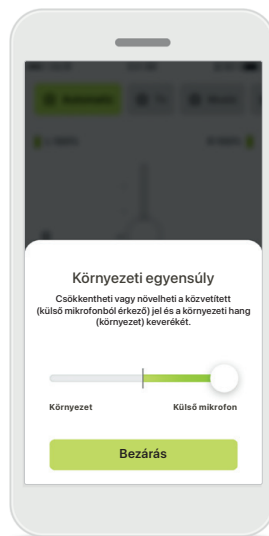 Környezeti egyensúly
Csökkentheti vagy növelheti a közvetített
(külső mikrofonból érkező) jel és a környezeti hang
(környezet) keverékét.
Környezet Külső mikrofon
Bezárás